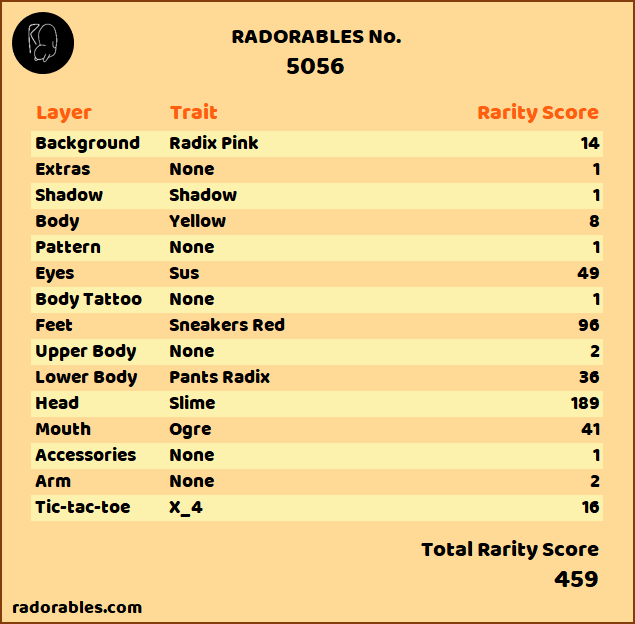 RADORABLES No.
5056
Layer Trait Rarity Score
Background Radix Pink 14
Extras None 1
Shadow Shadow 1
Body Yellow 8
Pattern None 1
Eyes Sus 49
Body Tattoo None 1
Feet Sneakers Red 96
Upper Body None 2
Lower Body Pants Radix 36
Head Slime 189
Mouth Ogre 41
Accessories None 1
Arm None 2
Tic-tac-toe X_4 16
Total Rarity Score
459
radorables.com